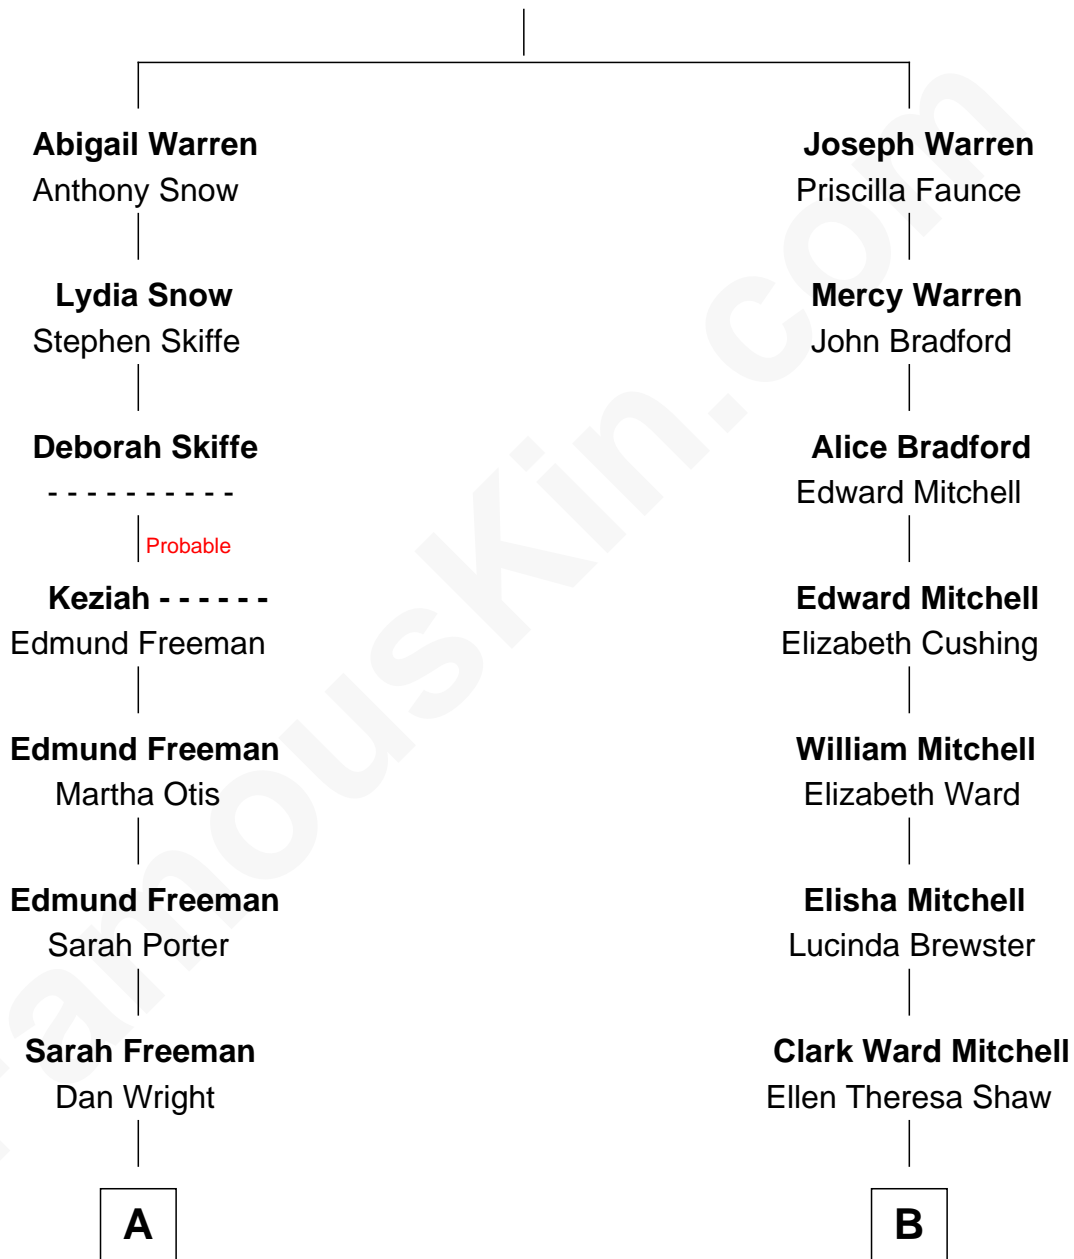 Abigail Warren
Anthony Snow
Joseph Warren
Priscilla Faunce
Lydia Snow
Stephen Skiffe
Mercy Warren
John Bradford
Deborah Skiffe
- - - - - - - - - -
Alice Bradford
Edward Mitchell
Probable
Keziah - - - - - -
Edmund Freeman
Edward Mitchell
Elizabeth Cushing
Edmund Freeman
Martha Otis
William Mitchell
Elizabeth Ward
Edmund Freeman
Sarah Porter
Elisha Mitchell
Lucinda Brewster
Sarah Freeman
Dan Wright
Clark Ward Mitchell
Ellen Theresa Shaw
A
B
FamousKin.com